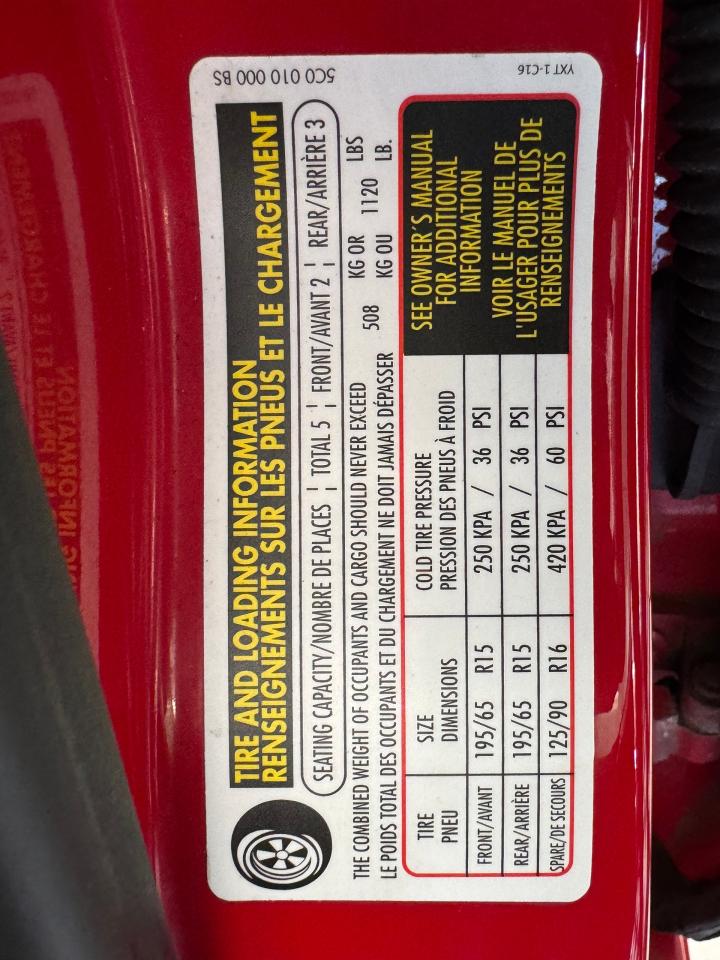 5C0 010 000 BS
YXT 1-C16
TIRE AND LOADING INFORMATION
RENSEIGNEMENTS SUR LES PNEUS ET LE CHARGEMENT
SEATING CAPACITY/NOMBRE DE PLACES ¦ TOTAL 5 ¦ FRONT/AVANT 2 ¦ REAR/ARRIÈRE 3
THE COMBINED WEIGHT OF OCCUPANTS AND CARGO SHOULD NEVER EXCEED 508 KG OR 1120 LBS
LE POIDS TOTAL DES OCCUPANTS ET DU CHARGEMENT NE DOIT JAMAIS DÉPASSER KG OU LB.
TIRE SIZE COLD TIRE PRESSURE
PNEU DIMENSIONS PRESSION DES PNEUS À FROID
FRONT/AVANT 195/65 R15 250 KPA / 36 PSI
REAR/ARRIÈRE 195/65 R15 250 KPA / 36 PSI
SPARE/DE SECOURS 125/90 R16 420 KPA / 60 PSI
SEE OWNER'S MANUAL
FOR ADDITIONAL
INFORMATION
VOIR LE MANUEL DE
L'USAGER POUR PLUS DE
RENSEIGNEMENTS